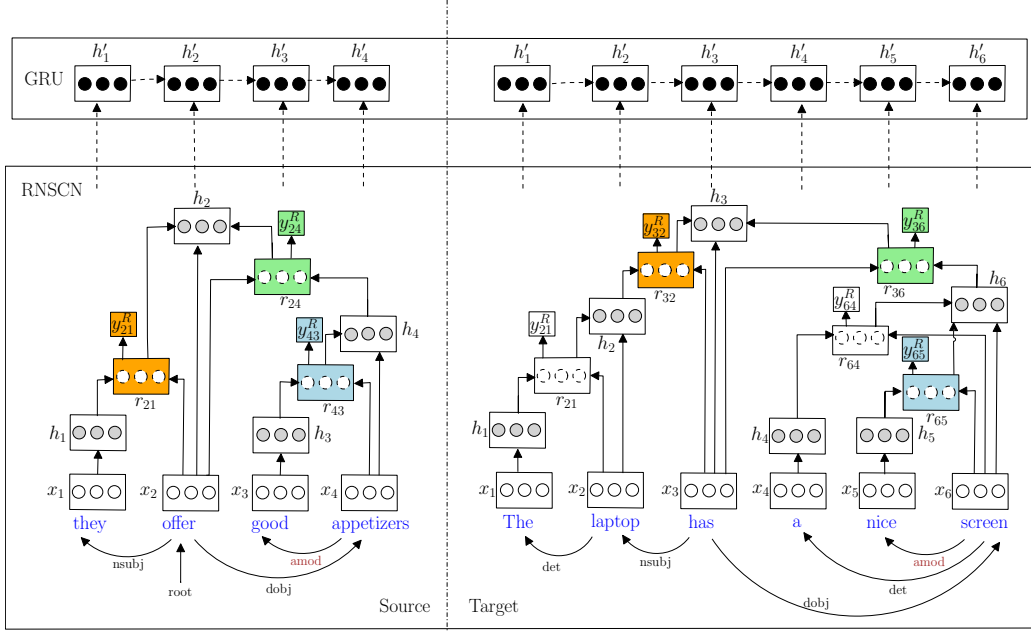 h′1 h′2 h′3 h′4 h′1 h′2 h′3 h′4 h′5 h′6
GRU
RNSCN
h2 h3
y^R_24 y^R_32 y^R_36
r24 r32 r36 h6
y^R_21 y^R_43 h4 y^R_21 h2 y^R_64 y^R_65
r21 r43 r21 r64 r65
h1 h3 h1 h4 h5
x1 x2 x3 x4 x1 x2 x3 x4 x5 x6
they offer good appetizers The laptop has a nice screen
nsubj amod det nsubj amod
root dobj det
dobj
Source Target